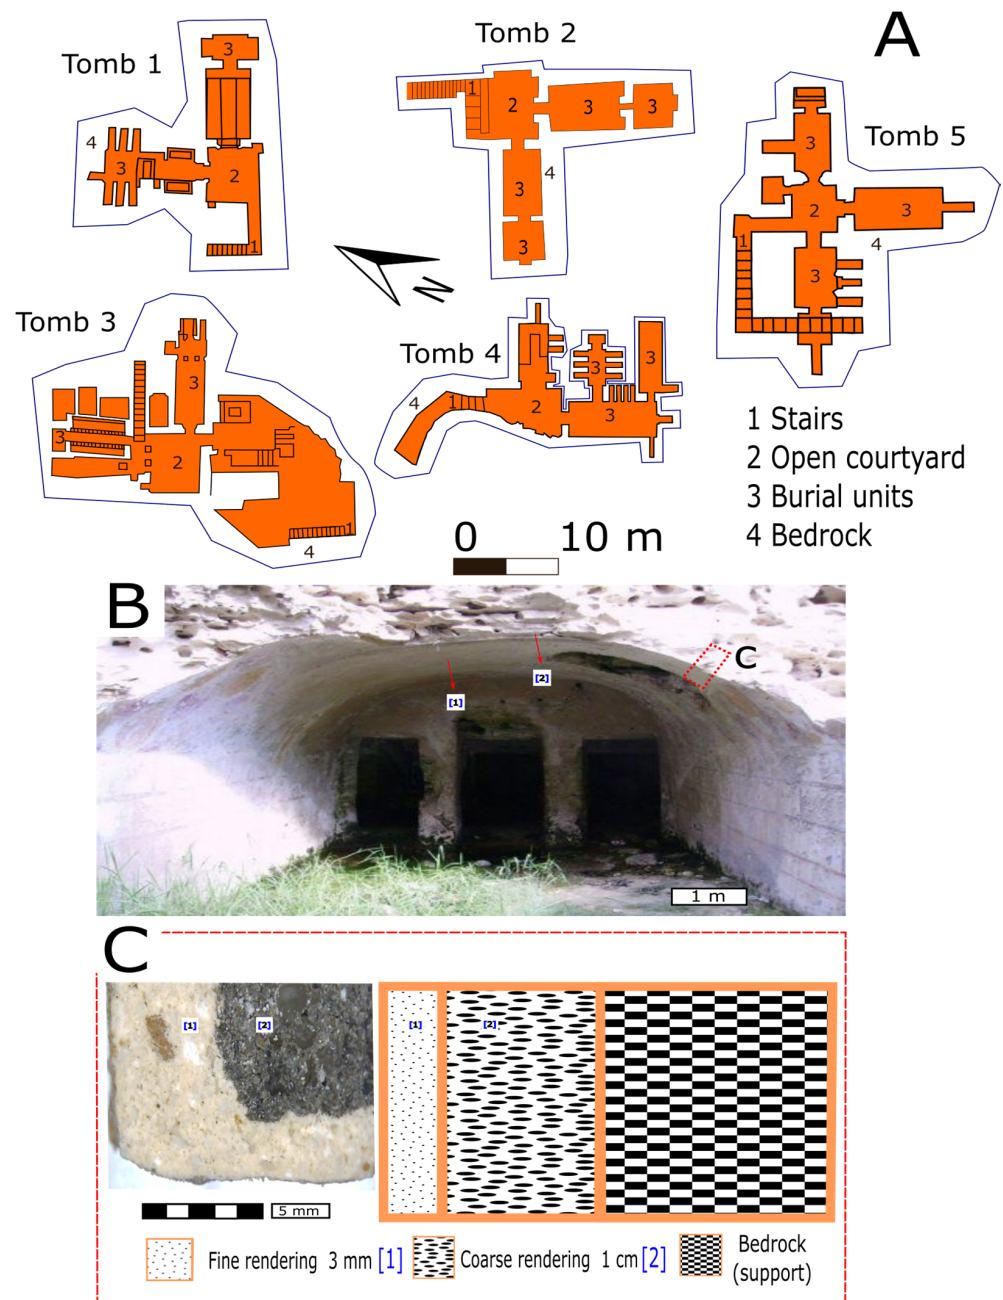 A
Tomb 1
3
4
3
2
1
Tomb 2
1
2
3
3
3
4
3
Tomb 5
3
2
3
1
4
3
N
Tomb 3
3
3
2
1
4
Tomb 4
4
1
2
3
3
3
1 Stairs
2 Open courtyard
3 Burial units
4 Bedrock
0 10 m
B
C
[1]
[2]
1 m
C
[1] [2]
5 mm
[1] [2]
Fine rendering 3 mm [1]
Coarse rendering 1 cm [2]
Bedrock
(support)